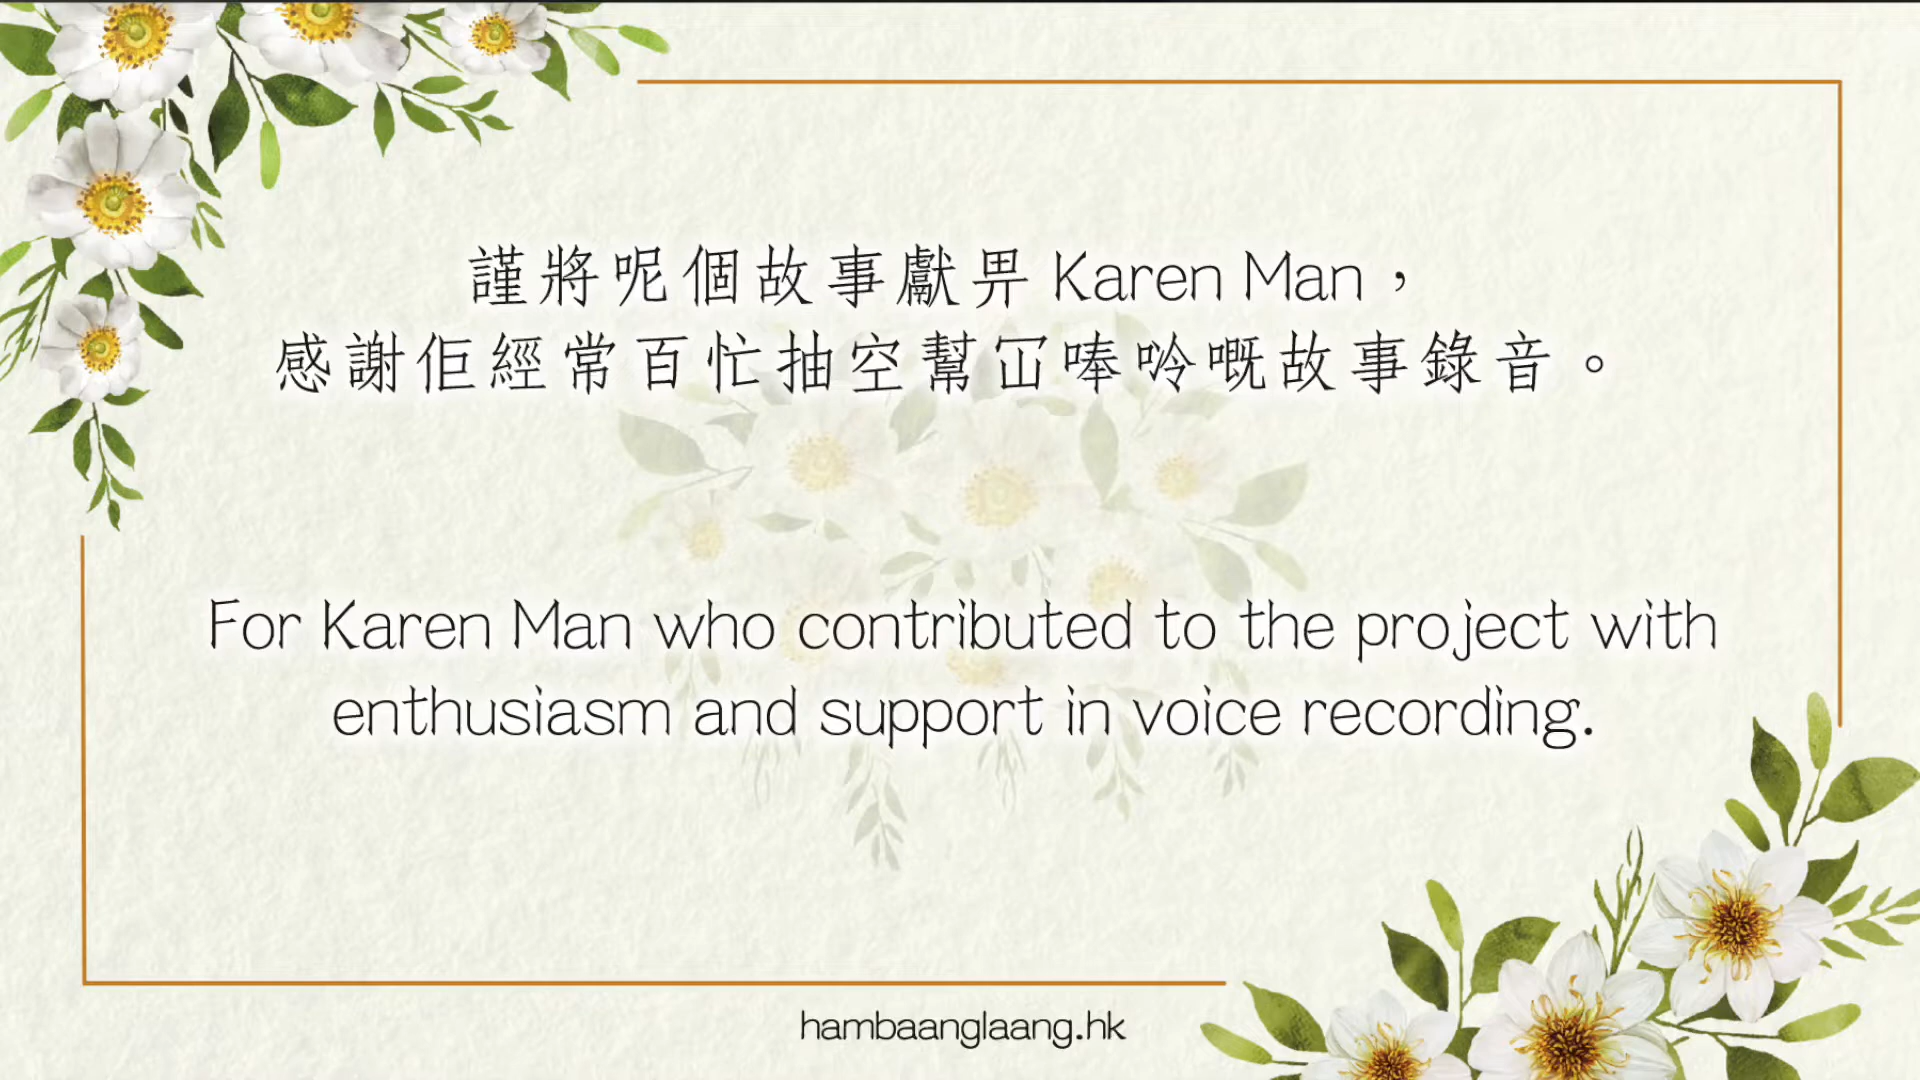 謹將呢個故事獻畀 Karen Man，
感謝佢經常百忙抽空幫冚唪呤嘅故事錄音。
For Karen Man who contributed to the project with
enthusiasm and support in voice recording.
hambaanglaang.hk